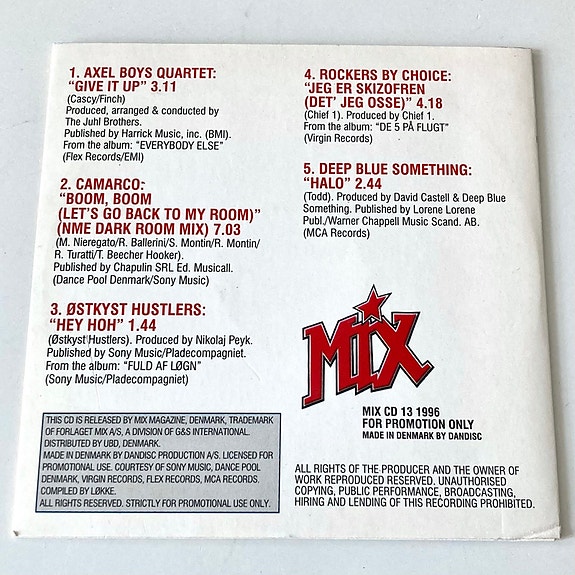 1. AXEL BOYS QUARTET:
"GIVE IT UP" 3.11
(Cascy/Finch)
Produced, arranged & conducted by
The Juhl Brothers.
Published by Harrick Music, inc. (BMI).
From the album: "EVERYBODY ELSE"
(Flex Records/EMI)
2. CAMARCO:
"BOOM, BOOM
(LET'S GO BACK TO MY ROOM)"
(NME DARK ROOM MIX) 7.03
(M. Nieregato/R. Ballerini/S. Montin/R. Montin/
R. Turatti/T. Beecher Hooker).
Published by Chapulin SRL Ed. Musicall.
(Dance Pool Denmark/Sony Music)
3. ØSTKYST HUSTLERS:
"HEY HOH" 1.44
(Østkyst Hustlers). Produced by Nikolaj Peyk.
Published by Sony Music/Pladecompagniet.
From the album: "FULD AF LØGN"
(Sony Music/Pladecompagniet)
THIS CD IS RELEASED BY MIX MAGAZINE, DENMARK, TRADEMARK
OF FORLAGET MIX A/S, A DIVISION OF G&S INTERNATIONAL.
DISTRIBUTED BY UBD, DENMARK.
MADE IN DENMARK BY DANDISC PRODUCTION A/S. LICENSED FOR
PROMOTIONAL USE. COURTESY OF SONY MUSIC, DANCE POOL
DENMARK, VIRGIN RECORDS, FLEX RECORDS, MCA RECORDS.
COMPILED BY LØKKE.
ALL RIGHTS RESERVED. STRICTLY FOR PROMOTIONAL USE ONLY.
4. ROCKERS BY CHOICE:
"JEG ER SKIZOFREN
(DET' JEG OSSE)" 4.18
(Chief 1). Produced by Chief 1.
From the album: "DE 5 PÅ FLUGT"
(Virgin Records)
5. DEEP BLUE SOMETHING:
"HALO" 2.44
(Todd). Produced by David Castell & Deep Blue
Something. Published by Lorene Lorene
Publ./Warner Chappell Music Scand. AB.
(MCA Records)
MIX
MIX CD 13 1996
FOR PROMOTION ONLY
MADE IN DENMARK BY DANDISC
ALL RIGHTS OF THE PRODUCER AND THE OWNER OF
WORK REPRODUCED RESERVED. UNAUTHORISED
COPYING, PUBLIC PERFORMANCE, BROADCASTING,
HIRING AND LENDING OF THIS RECORDING PROHIBITED.